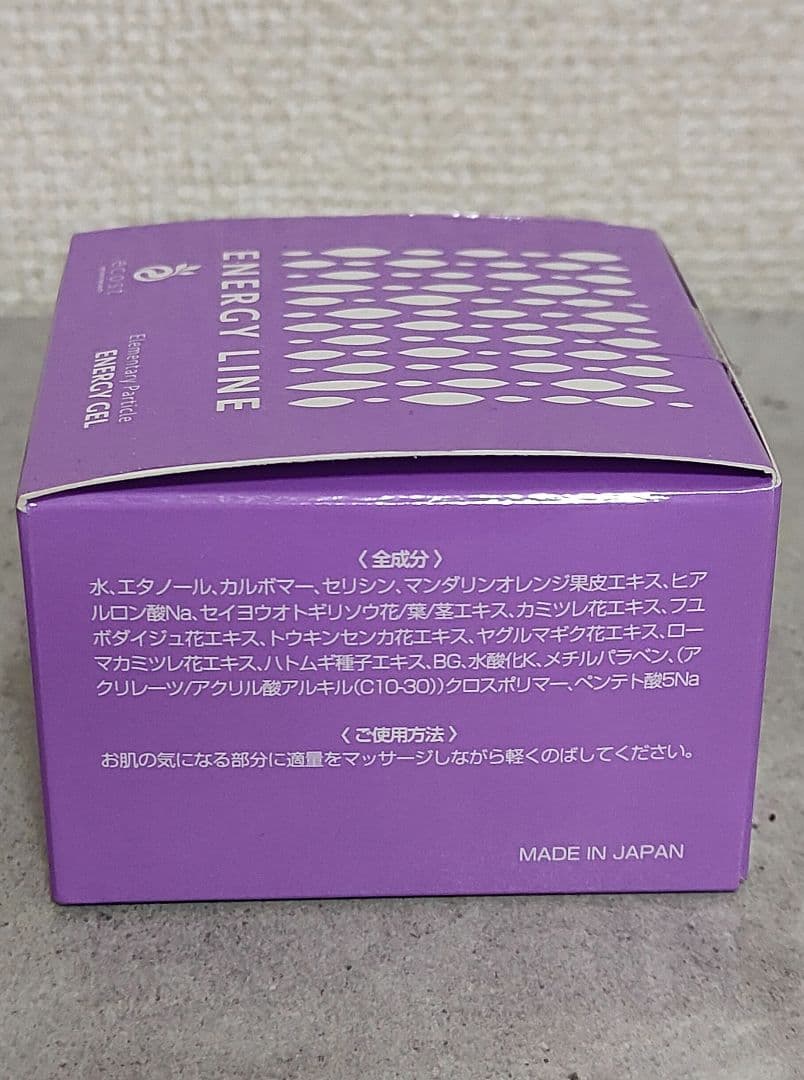 ecost
ENERGY LINE
Elementary Particle
ENERGY GEL
〈 全成分 〉
水、エタノール、カルボマー、セリシン、マンダリンオレンジ果皮エキス、ヒア
ルロン酸Na、セイヨウオトギリソウ花/葉/茎エキス、カミツレ花エキス、フユ
ボダイジュ花エキス、トウキンセンカ花エキス、ヤグルマギク花エキス、ロー
マカミツレ花エキス、ハトムギ種子エキス、BG、水酸化K、メチルパラベン、(ア
クリレーツ/アクリル酸アルキル(C10-30))クロスポリマー、ペンテト酸5Na
〈 ご使用方法 〉
お肌の気になる部分に適量をマッサージしながら軽くのばしてください。
MADE IN JAPAN